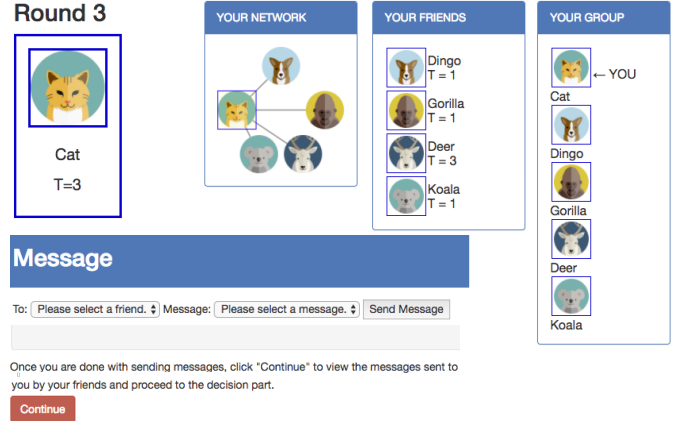 Round 3
Cat
T=3
YOUR NETWORK
YOUR FRIENDS
Dingo
T = 1
Gorilla
T = 1
Deer
T = 3
Koala
T = 1
YOUR GROUP
← YOU
Cat
Dingo
Gorilla
Deer
Koala
Message
To: Please select a friend. Message: Please select a message. Send Message
Once you are done with sending messages, click "Continue" to view the messages sent to
you by your friends and proceed to the decision part.
Continue